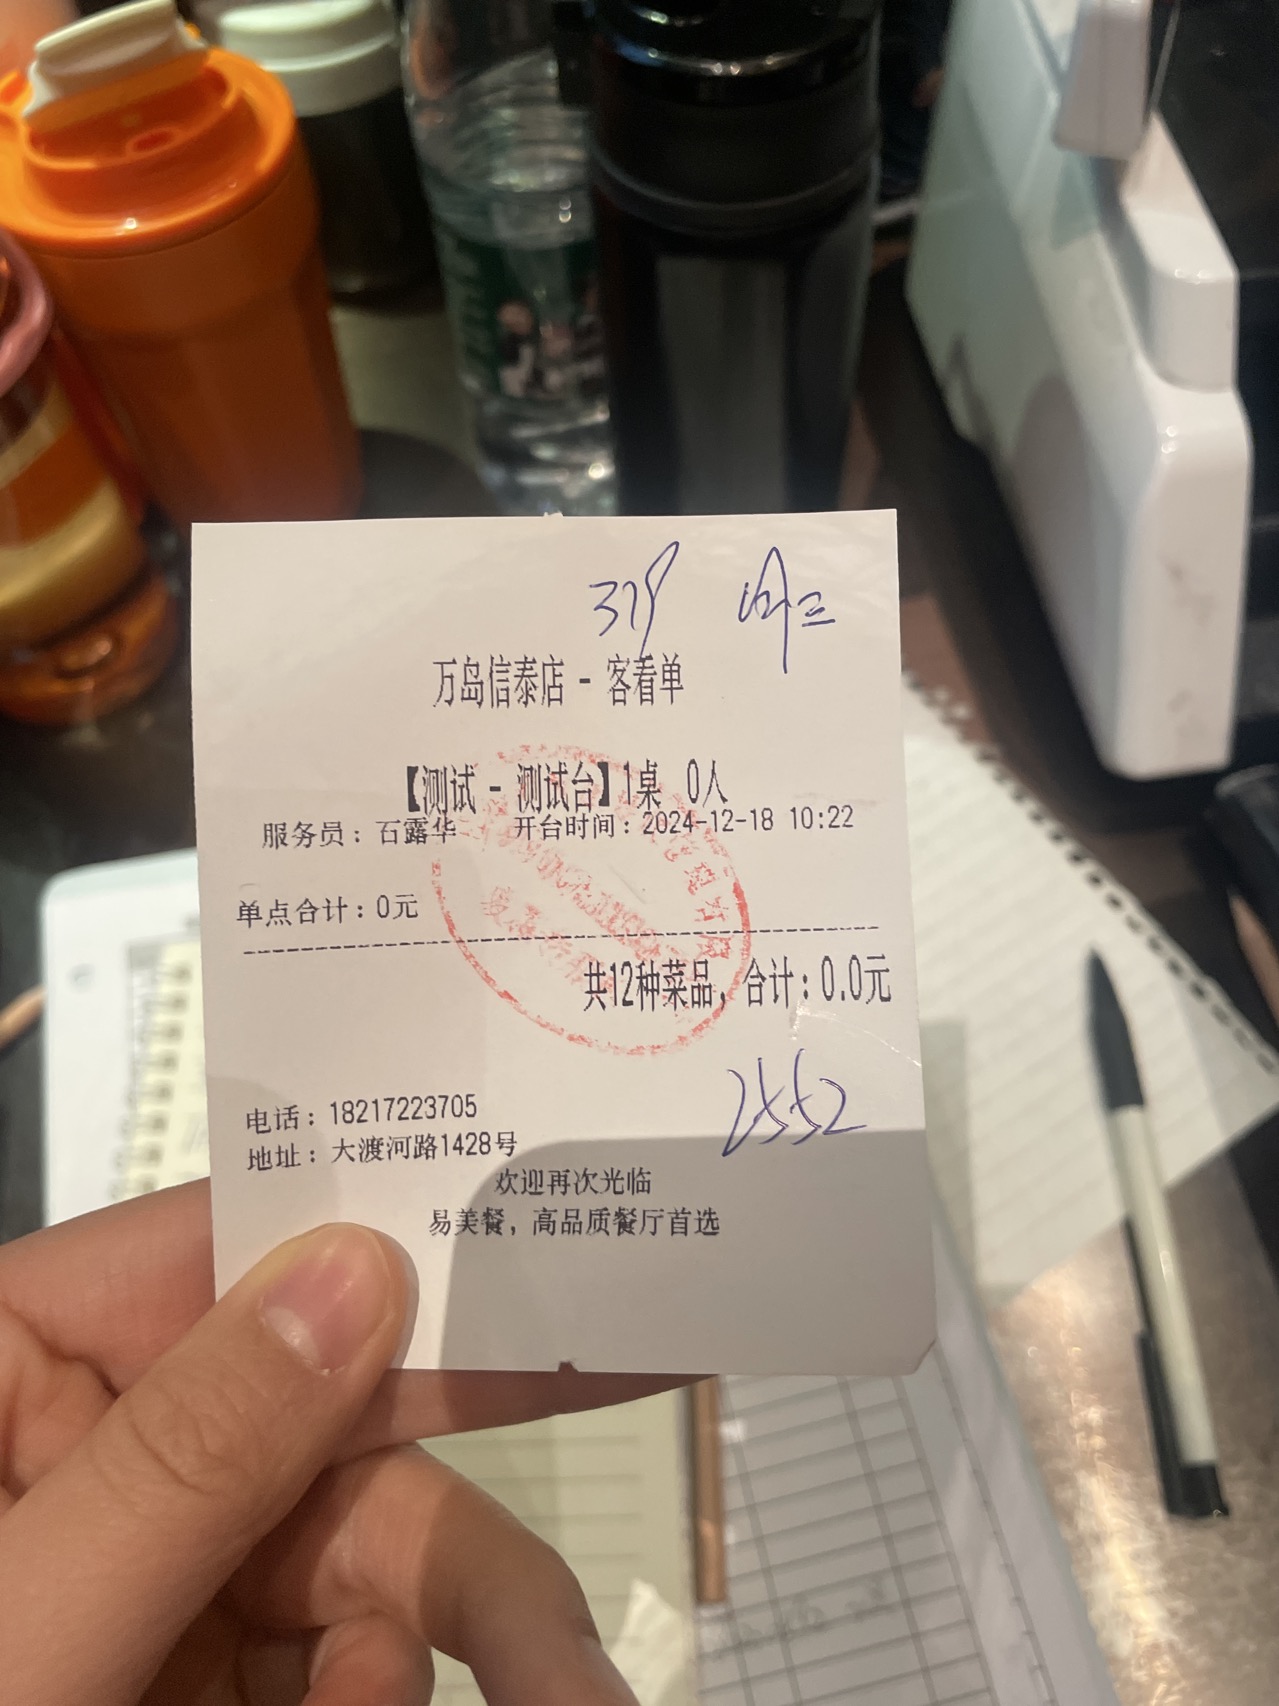 379
万岛信泰店 - 客看单
【测试 - 测试台】1桌 0人
服务员：石露华 开台时间：2024-12-18 10:22
单点合计：0元
共12种菜品, 合计：0.0元
2552
电话：18217223705
地址：大渡河路1428号
欢迎再次光临
易美餐，高品质餐厅首选